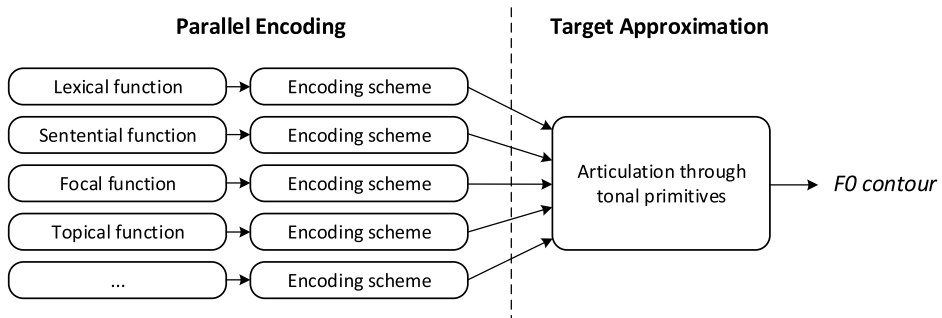 Parallel Encoding
Target Approximation
Lexical function
Encoding scheme
Sentential function
Encoding scheme
Focal function
Encoding scheme
Topical function
Encoding scheme
...
Encoding scheme
Articulation through
tonal primitives
F0 contour